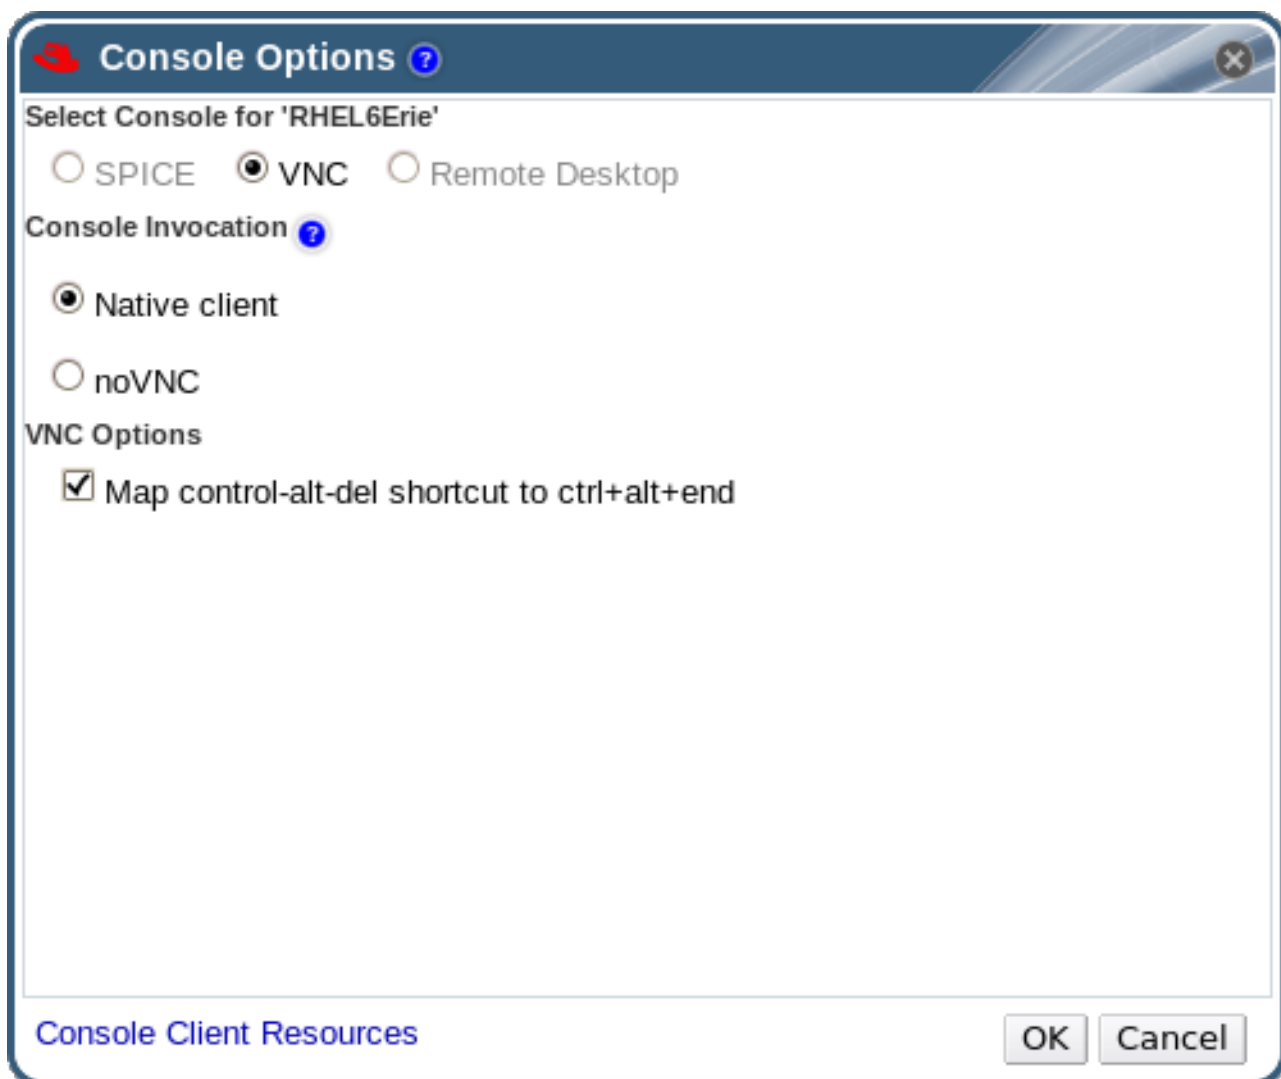 Console Options ?
Select Console for 'RHEL6Erie'
SPICE VNC Remote Desktop
Console Invocation ?
Native client
noVNC
VNC Options
Map control-alt-del shortcut to ctrl+alt+end
Console Client Resources OK Cancel